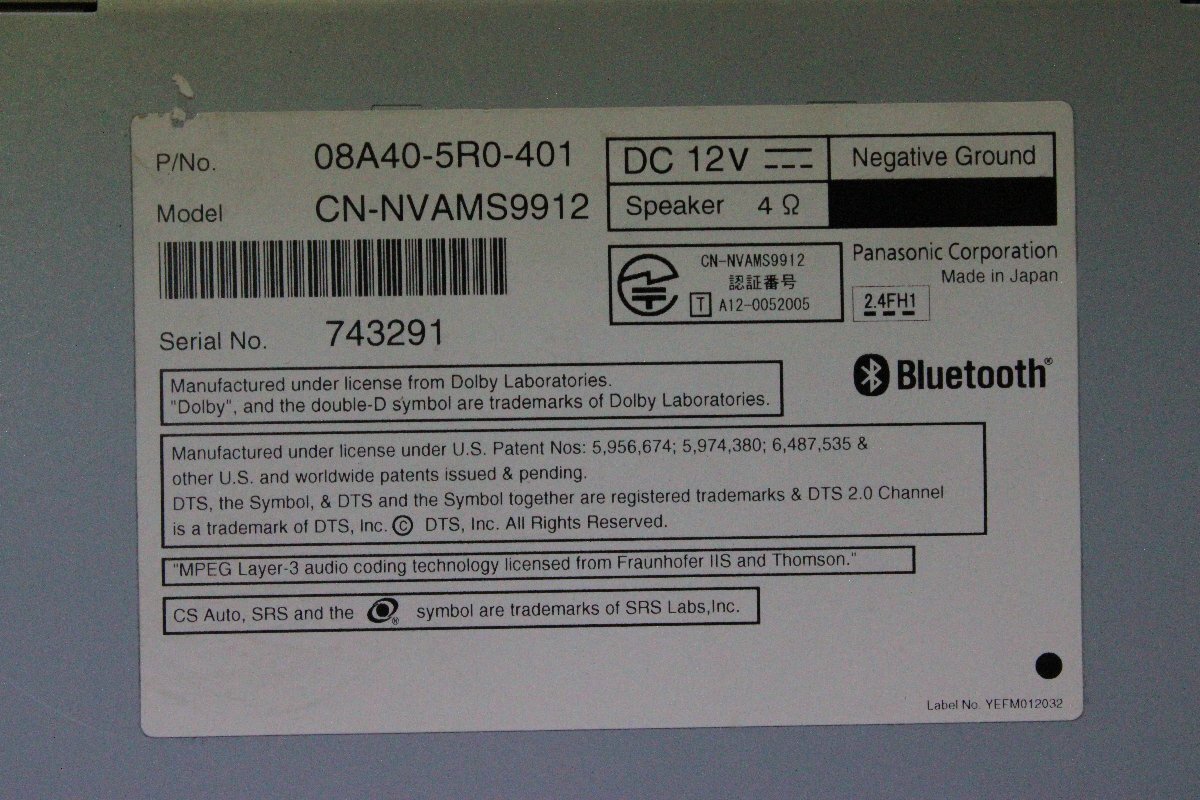 P/No. 08A40-5R0-401
Model CN-NVAMS9912
Serial No. 743291
DC 12V Negative Ground
Speaker 4 Ω
CN-NVAMS9912
認証番号
T A12-0052005
Panasonic Corporation
Made in Japan
2.4FH1
Bluetooth®
Manufactured under license from Dolby Laboratories.
"Dolby", and the double-D symbol are trademarks of Dolby Laboratories.
Manufactured under license under U.S. Patent Nos: 5,956,674; 5,974,380; 6,487,535 &
other U.S. and worldwide patents issued & pending.
DTS, the Symbol, & DTS and the Symbol together are registered trademarks & DTS 2.0 Channel
is a trademark of DTS, Inc. © DTS, Inc. All Rights Reserved.
"MPEG Layer-3 audio coding technology licensed from Fraunhofer IIS and Thomson."
CS Auto, SRS and the ® symbol are trademarks of SRS Labs,Inc.
Label No. YEFM012032